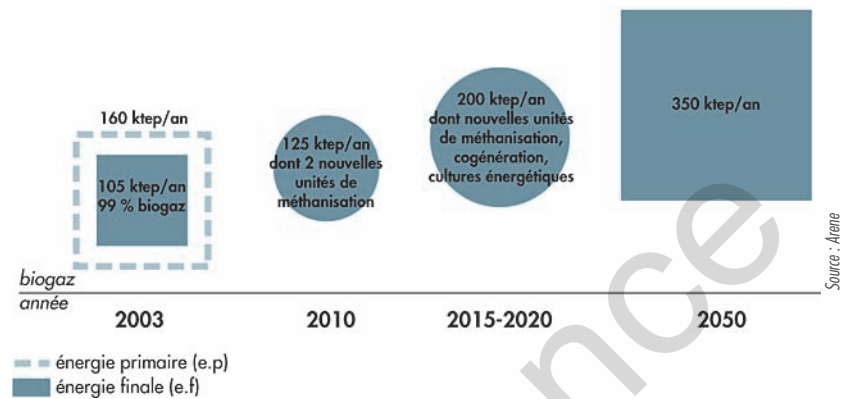 160 ktep/an
105 ktep/an
99 % biogaz
125 ktep/an
dont 2 nouvelles
unités de
méthanisation
200 ktep/an
dont nouvelles unités
de méthanisation,
cogénération,
cultures énergétiques
350 ktep/an
Source : Arene
biogaz
année
2003
2010
2015-2020
2050
énergie primaire (e.p)
énergie finale (e.f)
nce